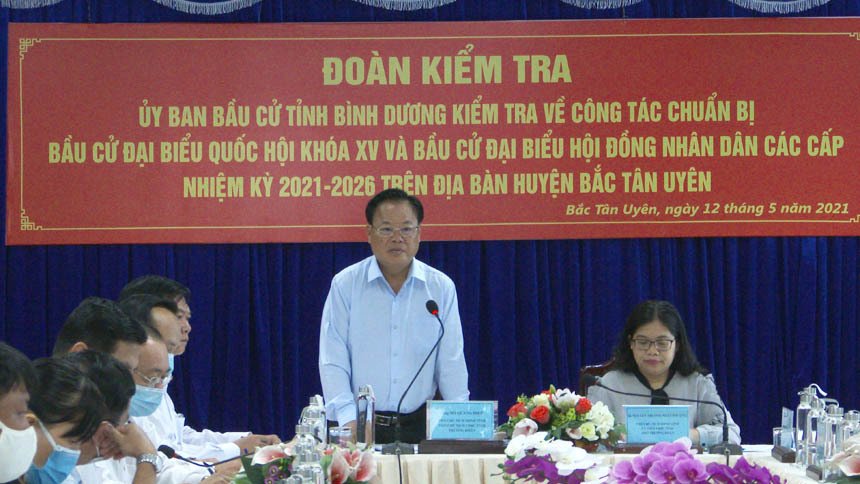 ĐOÀN KIỂM TRA
ỦY BAN BẦU CỬ TỈNH BÌNH DƯƠNG KIỂM TRA VỀ CÔNG TÁC CHUẨN BỊ
BẦU CỬ ĐẠI BIỂU QUỐC HỘI KHÓA XV VÀ BẦU CỬ ĐẠI BIỂU HỘI ĐỒNG NHÂN DÂN CÁC CẤP
NHIỆM KỲ 2021-2026 TRÊN ĐỊA BÀN HUYỆN BẮC TÂN UYÊN
Bắc Tân Uyên, ngày 12 tháng 5 năm 2021